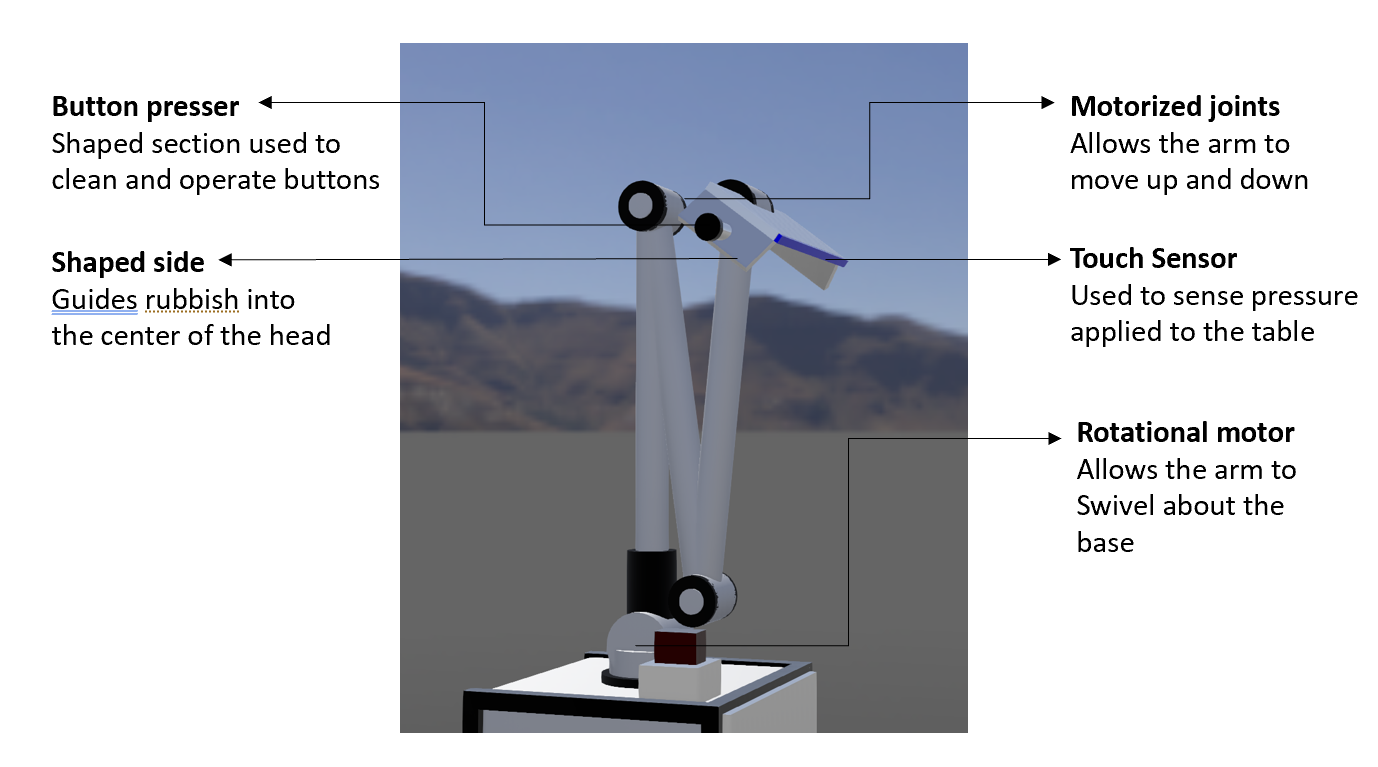 Button presser
Shaped section used to
clean and operate buttons
Shaped side
Guides rubbish into
the center of the head
Motorized joints
Allows the arm to
move up and down
Touch Sensor
Used to sense pressure
applied to the table
Rotational motor
Allows the arm to
Swivel about the
base